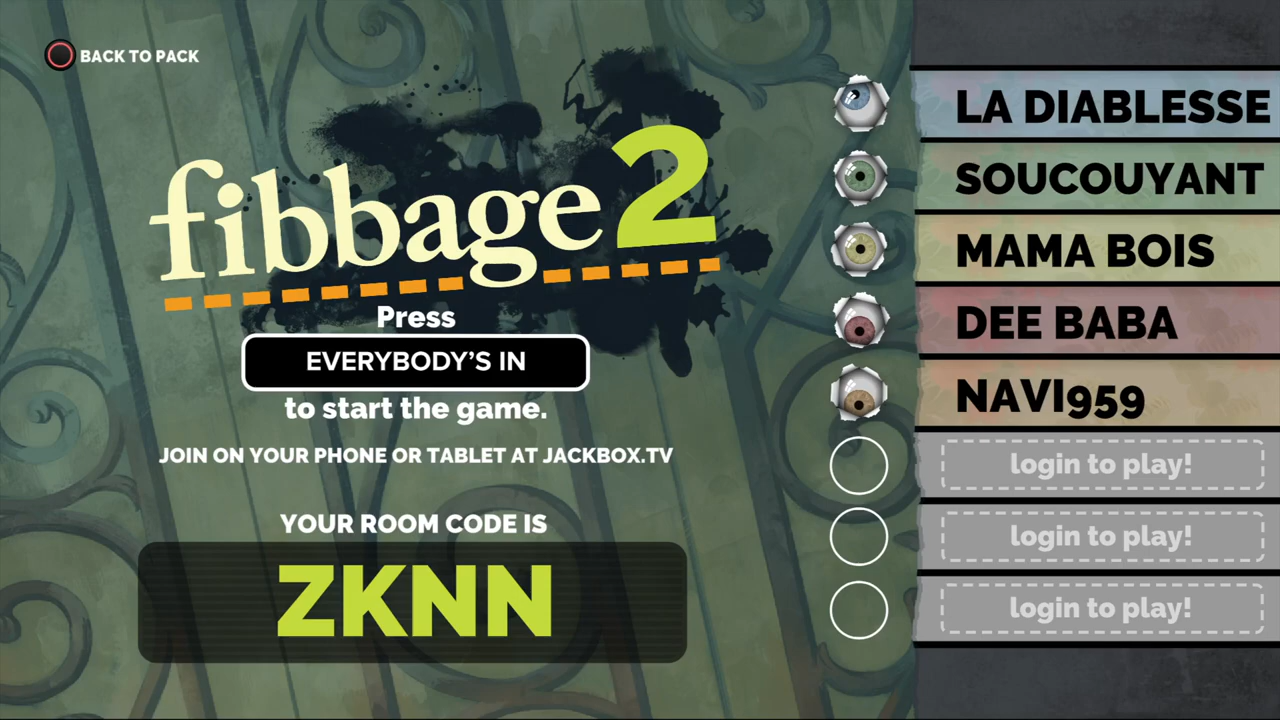 BACK TO PACK
fibbage 2
Press
EVERYBODY'S IN
to start the game.
JOIN ON YOUR PHONE OR TABLET AT JACKBOX.TV
YOUR ROOM CODE IS
ZKNN
LA DIABLESSE
SOUCOUYANT
MAMA BOIS
DEE BABA
NAVI959
login to play!
login to play!
login to play!